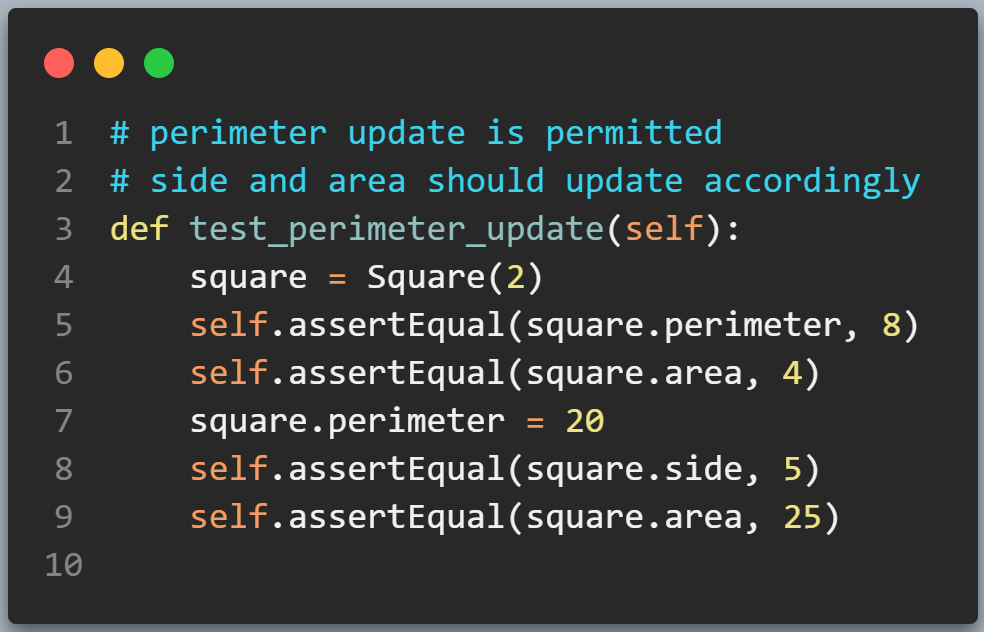 1 # perimeter update is permitted
2 # side and area should update accordingly
3 def test_perimeter_update(self):
4     square = Square(2)
5     self.assertEqual(square.perimeter, 8)
6     self.assertEqual(square.area, 4)
7     square.perimeter = 20
8     self.assertEqual(square.side, 5)
9     self.assertEqual(square.area, 25)
10